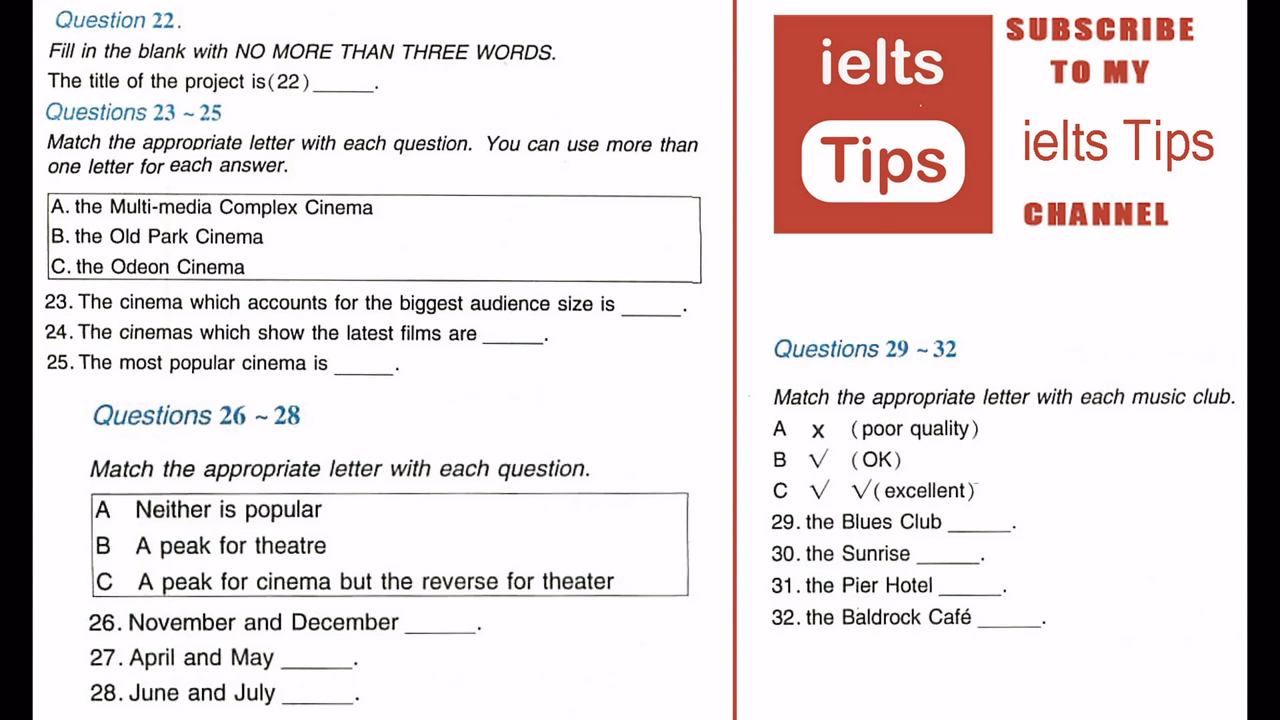 Question 22.
Fill in the blank with NO MORE THAN THREE WORDS.
The title of the project is(22)______.
Questions 23 ~ 25
Match the appropriate letter with each question. You can use more than
one letter for each answer.
A. the Multi-media Complex Cinema
B. the Old Park Cinema
C. the Odeon Cinema
23. The cinema which accounts for the biggest audience size is ______.
24. The cinemas which show the latest films are ______.
25. The most popular cinema is ______.
Questions 26 ~ 28
Match the appropriate letter with each question.
A Neither is popular
B A peak for theatre
C A peak for cinema but the reverse for theater
26. November and December ______.
27. April and May ______.
28. June and July ______.
ielts
Tips
SUBSCRIBE
TO MY
ielts Tips
CHANNEL
Questions 29 ~ 32
Match the appropriate letter with each music club.
A x (poor quality)
B √ (OK)
C √ √(excellent)
29. the Blues Club ______.
30. the Sunrise ______.
31. the Pier Hotel ______.
32. the Baldrock Café ______.